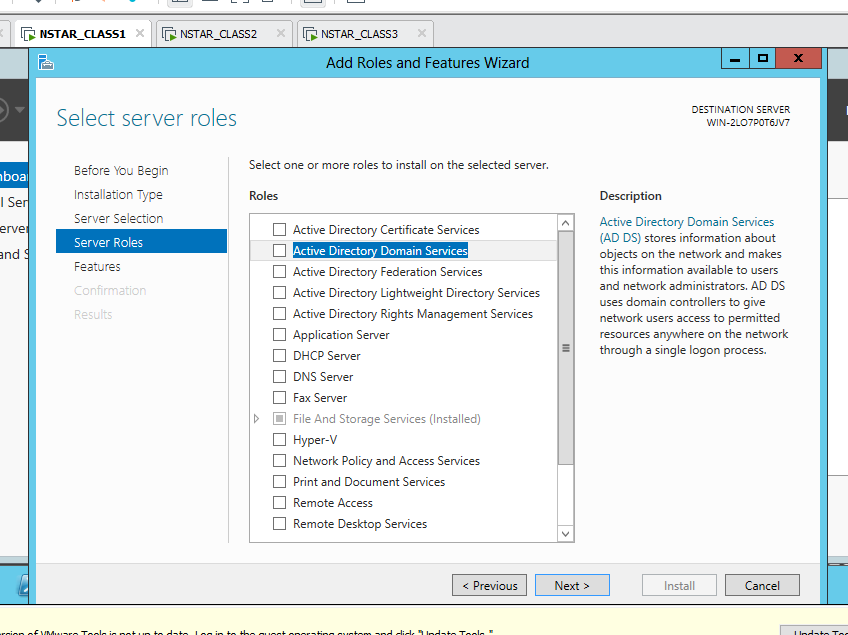 NSTAR_CLASS1
NSTAR_CLASS2
NSTAR_CLASS3
Add Roles and Features Wizard
Select server roles
DESTINATION SERVER
WIN-2LO7P0T6JV7
Before You Begin
Installation Type
Server Selection
Server Roles
Features
Confirmation
Results
Select one or more roles to install on the selected server.
Roles
Active Directory Certificate Services
Active Directory Domain Services
Active Directory Federation Services
Active Directory Lightweight Directory Services
Active Directory Rights Management Services
Application Server
DHCP Server
DNS Server
Fax Server
File And Storage Services (Installed)
Hyper-V
Network Policy and Access Services
Print and Document Services
Remote Access
Remote Desktop Services
Description
Active Directory Domain Services
(AD DS) stores information about
objects on the network and makes
this information available to users
and network administrators. AD DS
uses domain controllers to give
network users access to permitted
resources anywhere on the network
through a single logon process.
< Previous
Next >
Install
Cancel
VMware Tools is not up to date. Log in to the guest operating system and click "Update Tools."
Update